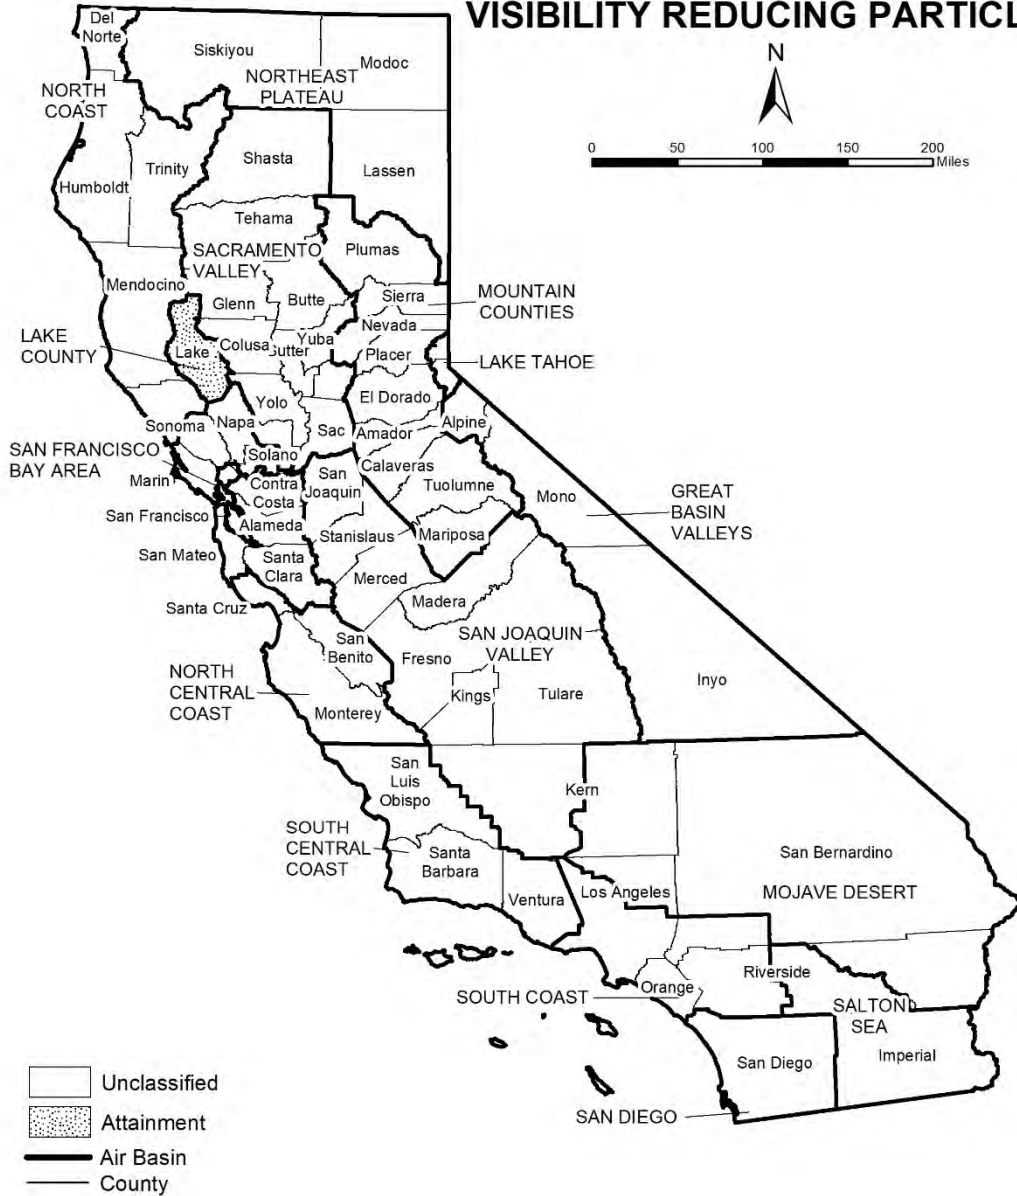 VISIBILITY REDUCING PARTICL
N
0 50 100 150 200
Miles
Del
Norte
Siskiyou
Modoc
NORTHEAST
PLATEAU
NORTH
COAST
Humboldt
Trinity
Shasta
Lassen
Tehama
Plumas
SACRAMENTO
VALLEY
Mendocino
Glenn
Butte
Sierra
MOUNTAIN
COUNTIES
Nevada
Yuba
Sutter
Colusa
LAKE
COUNTY
Lake
Placer
LAKE TAHOE
El Dorado
Yolo
Sonoma
Napa
Sac
Amador
Alpine
SAN FRANCISCO
BAY AREA
Solano
Marin
Contra
Costa
San
Joaquin
Calaveras
Tuolumne
Mono
GREAT
BASIN
VALLEYS
San Francisco
Alameda
Stanislaus
Mariposa
San Mateo
Santa
Clara
Merced
Santa Cruz
Madera
San
Benito
Fresno
SAN JOAQUIN
VALLEY
NORTH
CENTRAL
COAST
Monterey
Kings
Tulare
Inyo
San
Luis
Obispo
Kern
SOUTH
CENTRAL
COAST
Santa
Barbara
Ventura
Los Angeles
San Bernardino
MOJAVE DESERT
Riverside
Orange
SOUTH COAST
SALTON
SEA
San Diego
Imperial
SAN DIEGO
Unclassified
Attainment
Air Basin
County